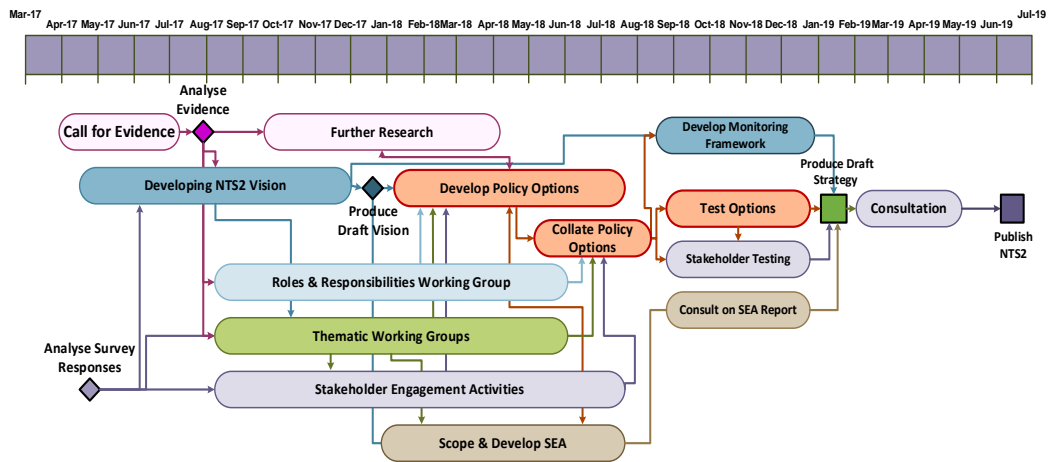 Mar-17
Jul-19
Apr-17 May-17 Jun-17 Jul-17 Aug-17 Sep-17 Oct-17 Nov-17 Dec-17 Jan-18 Feb-18 Mar-18 Apr-18 May-18 Jun-18 Jul-18 Aug-18 Sep-18 Oct-18 Nov-18 Dec-18 Jan-19 Feb-19 Mar-19 Apr-19 May-19 Jun-19
Analyse
Evidence
Call for Evidence
Further Research
Develop Monitoring
Framework
Developing NTS2 Vision
Produce
Draft Vision
Develop Policy Options
Produce Draft
Strategy
Collate Policy
Options
Test Options
Consultation
Publish
NTS2
Stakeholder Testing
Roles & Responsibilities Working Group
Consult on SEA Report
Thematic Working Groups
Analyse Survey
Responses
Stakeholder Engagement Activities
Scope & Develop SEA